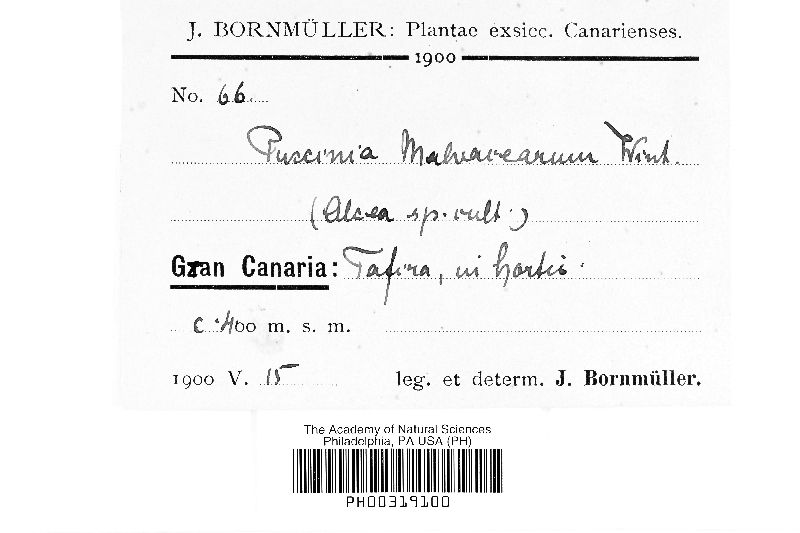 J. BORNMÜLLER: Plantae exsicc. Canarienses.
1900
No. 66
Puccinia Malvacearum Wint.
(Alcea sp. cult.)
Gran Canaria: Tafira, in hortis.
c. 400 m. s. m.
1900 V. 15 leg. et determ. J. Bornmüller.
The Academy of Natural Sciences
Philadelphia, PA USA (PH)
PH00319100